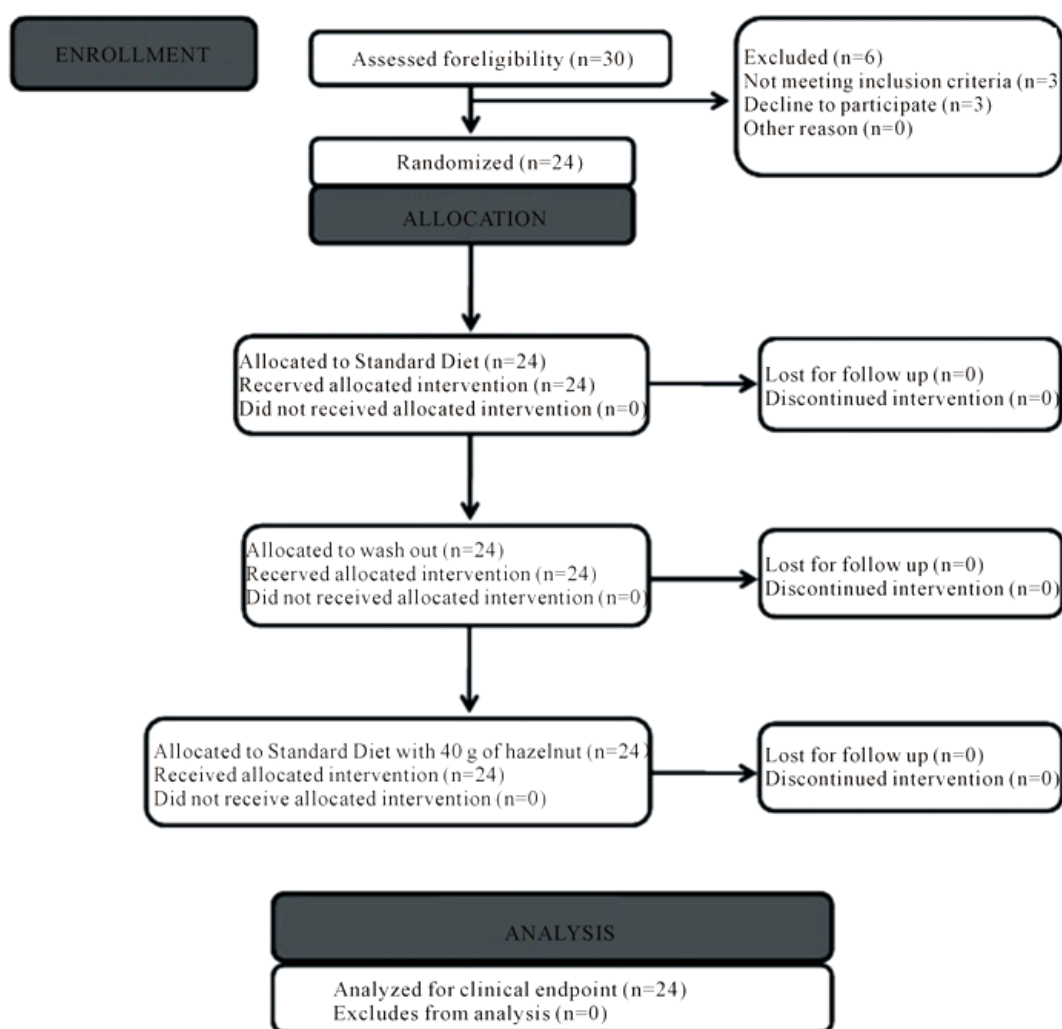 ENROLLMENT
Assessed foreligibility (n=30)
Excluded (n=6)
Not meeting inclusion criteria (n=3
Decline to participate (n=3)
Other reason (n=0)
Randomized (n=24)
ALLOCATION
Allocated to Standard Diet (n=24)
Recerved allocated intervention (n=24)
Did not received allocated intervention (n=0)
Lost for follow up (n=0)
Discontinued intervention (n=0)
Allocated to wash out (n=24)
Recerved allocated intervention (n=24)
Did not received allocated intervention (n=0)
Lost for follow up (n=0)
Discontinued intervention (n=0)
Allocated to Standard Diet with 40 g of hazelnut (n=24)
Received allocated intervention (n=24)
Did not receive allocated intervention (n=0)
Lost for follow up (n=0)
Discontinued intervention (n=0)
ANALYSIS
Analyzed for clinical endpoint (n=24)
Excludes from analysis (n=0)